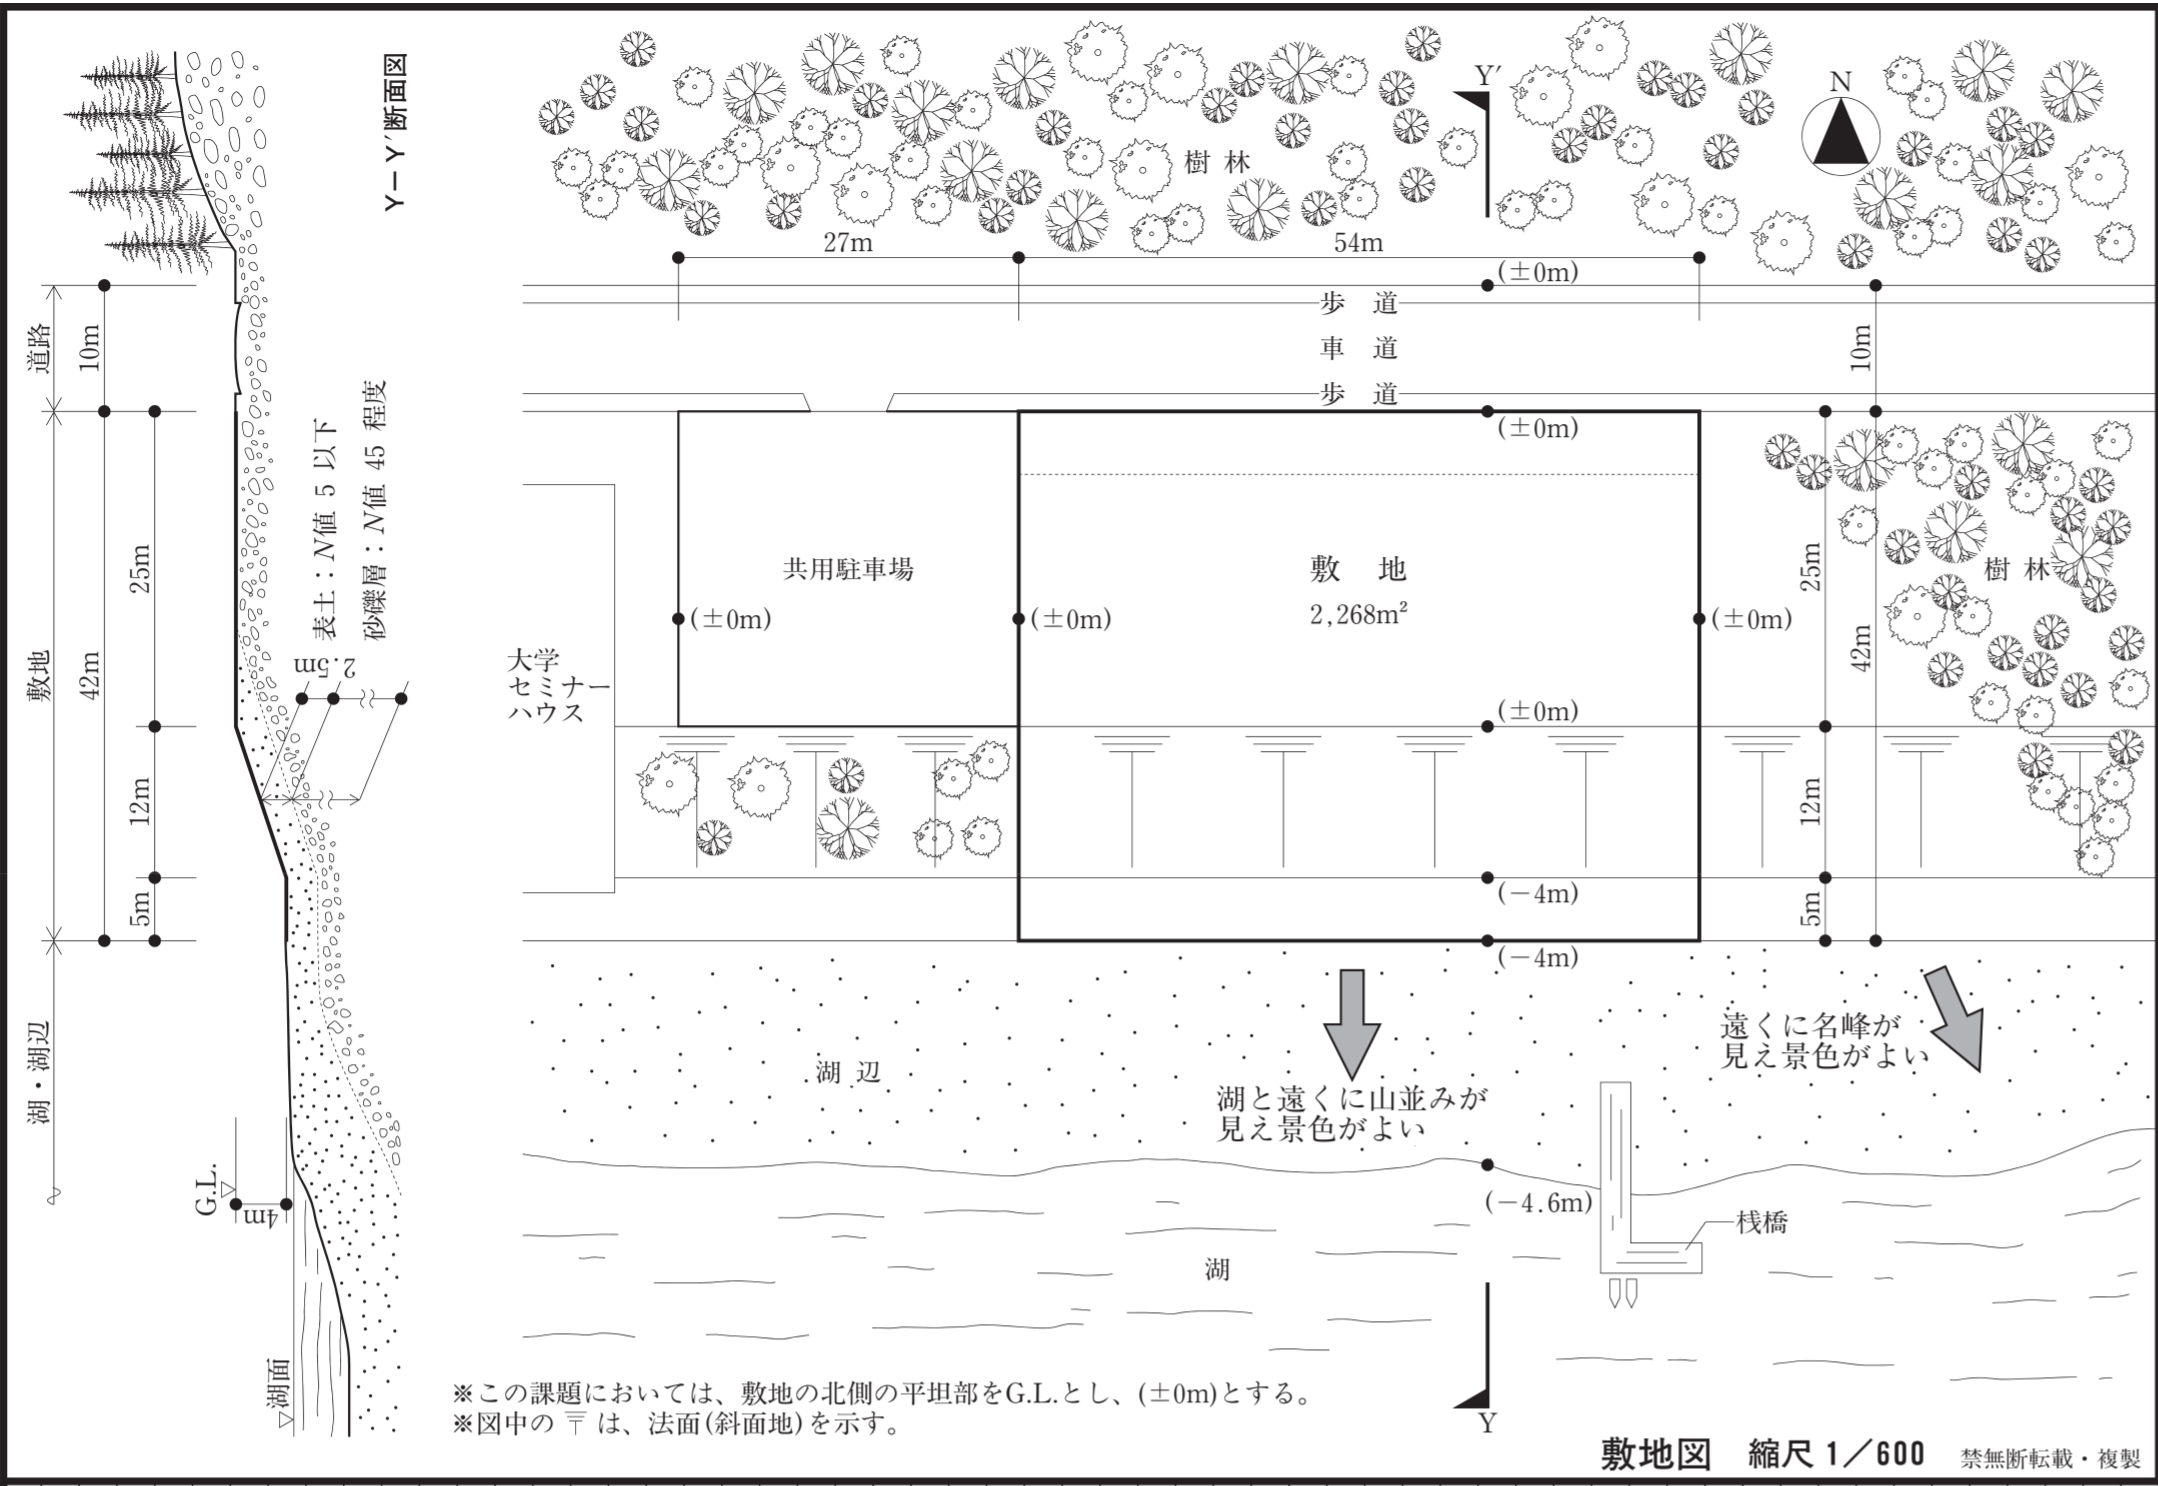 Y－Y′断面図
道路
10m
敷地
42m
25m
12m
5m
湖・湖辺
表土：N値 5 以下
砂礫層：N値 45 程度
2.5m
G.L.
4m
湖面
Y′
N
樹 林
27m
54m
(±0m)
歩 道
車 道
歩 道
10m
(±0m)
共用駐車場
敷 地
2,268m²
(±0m)
(±0m)
(±0m)
25m
42m
樹 林
大学
セミナー
ハウス
(±0m)
12m
(−4m)
5m
(−4m)
湖 辺
湖と遠くに山並みが
見え景色がよい
遠くに名峰が
見え景色がよい
(−4.6m)
桟橋
湖
Y
※この課題においては、敷地の北側の平坦部をG.L.とし、(±0m)とする。
※図中の は、法面(斜面地)を示す。
敷地図 縮尺 1／600 禁無断転載・複製